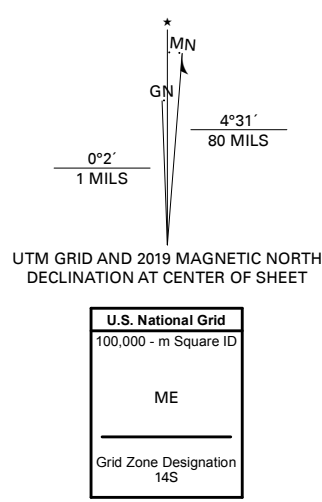 ★
MN
GN
4°31´
80 MILS
0°2´
1 MILS
UTM GRID AND 2019 MAGNETIC NORTH
DECLINATION AT CENTER OF SHEET
U.S. National Grid
100,000 - m Square ID
ME
Grid Zone Designation
14S